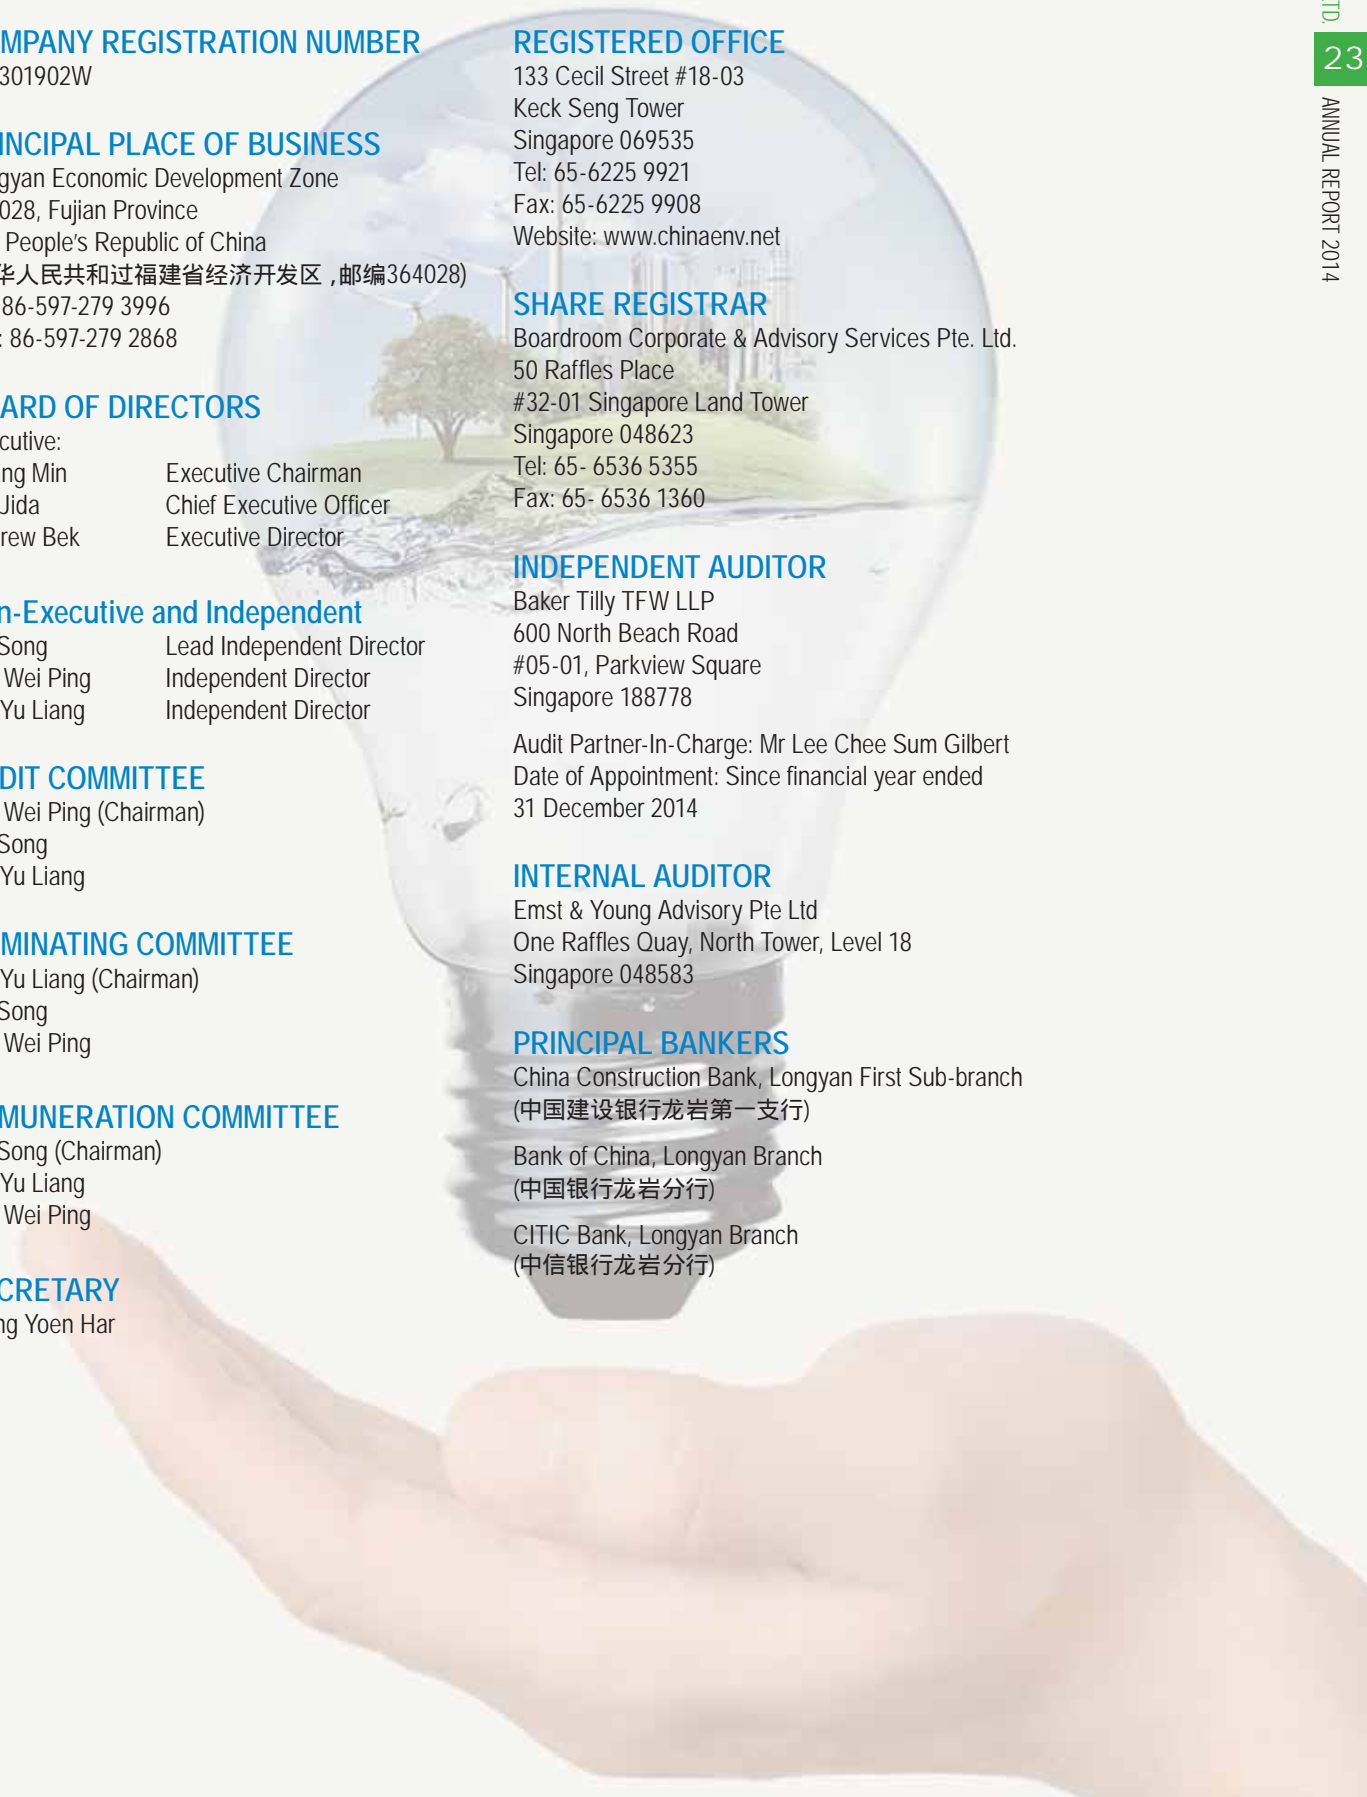 MPANY REGISTRATION NUMBER
301902W
INCIPAL PLACE OF BUSINESS
gyan Economic Development Zone
028, Fujian Province
People's Republic of China
华人民共和过福建省经济开发区 ,邮编364028)
86-597-279 3996
: 86-597-279 2868
ARD OF DIRECTORS
cutive:
ng Min Executive Chairman
Jida Chief Executive Officer
rew Bek Executive Director
n-Executive and Independent
Song Lead Independent Director
Wei Ping Independent Director
Yu Liang Independent Director
DIT COMMITTEE
Wei Ping (Chairman)
Song
Yu Liang
MINATING COMMITTEE
Yu Liang (Chairman)
Song
Wei Ping
MUNERATION COMMITTEE
Song (Chairman)
Yu Liang
Wei Ping
CRETARY
ng Yoen Har
REGISTERED OFFICE
133 Cecil Street #18-03
Keck Seng Tower
Singapore 069535
Tel: 65-6225 9921
Fax: 65-6225 9908
Website: www.chinaenv.net
SHARE REGISTRAR
Boardroom Corporate & Advisory Services Pte. Ltd.
50 Raffles Place
#32-01 Singapore Land Tower
Singapore 048623
Tel: 65- 6536 5355
Fax: 65- 6536 1360
INDEPENDENT AUDITOR
Baker Tilly TFW LLP
600 North Beach Road
#05-01, Parkview Square
Singapore 188778
Audit Partner-In-Charge: Mr Lee Chee Sum Gilbert
Date of Appointment: Since financial year ended
31 December 2014
INTERNAL AUDITOR
Emst & Young Advisory Pte Ltd
One Raffles Quay, North Tower, Level 18
Singapore 048583
PRINCIPAL BANKERS
China Construction Bank, Longyan First Sub-branch
(中国建设银行龙岩第一支行)
Bank of China, Longyan Branch
(中国银行龙岩分行)
CITIC Bank, Longyan Branch
(中信银行龙岩分行)
LTD.
23
ANNUAL REPORT 2014